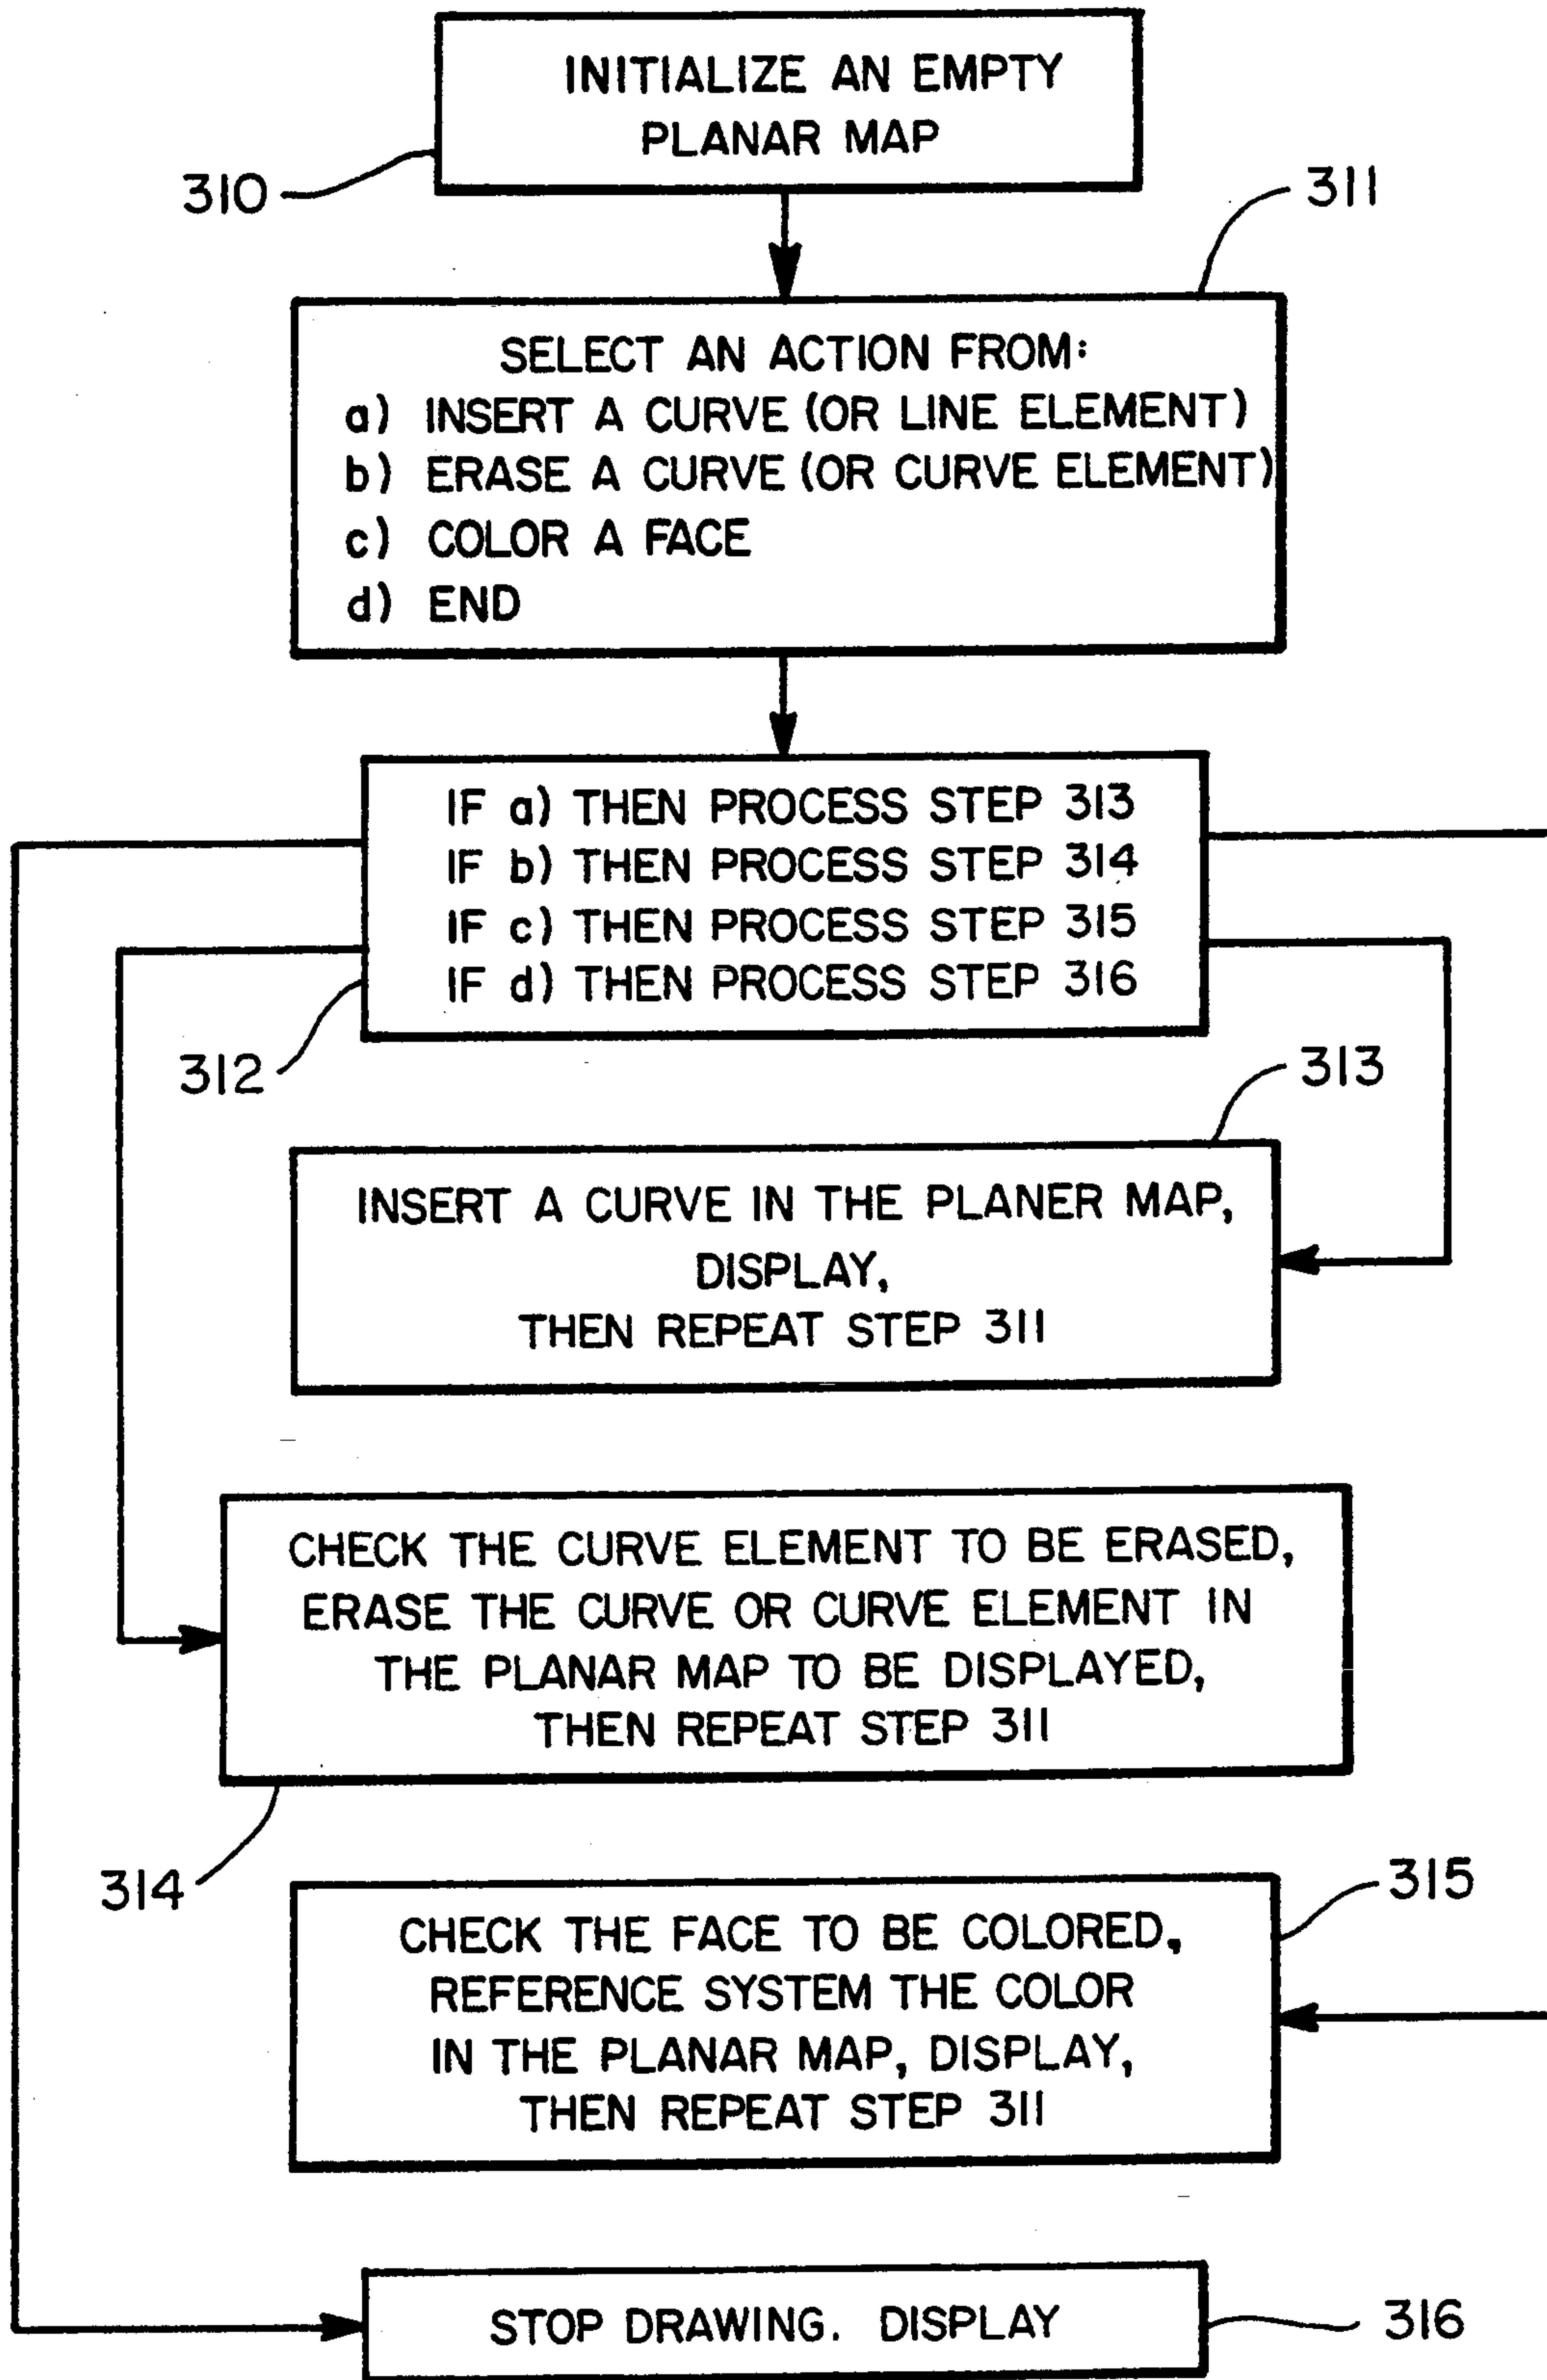 INITIALIZE AN EMPTY
PLANAR MAP
310
311
SELECT AN ACTION FROM:
a) INSERT A CURVE (OR LINE ELEMENT)
b) ERASE A CURVE (OR CURVE ELEMENT)
c) COLOR A FACE
d) END
IF a) THEN PROCESS STEP 313
IF b) THEN PROCESS STEP 314
IF c) THEN PROCESS STEP 315
IF d) THEN PROCESS STEP 316
312
313
INSERT A CURVE IN THE PLANER MAP,
DISPLAY,
THEN REPEAT STEP 311
CHECK THE CURVE ELEMENT TO BE ERASED,
ERASE THE CURVE OR CURVE ELEMENT IN
THE PLANAR MAP TO BE DISPLAYED,
THEN REPEAT STEP 311
314
315
CHECK THE FACE TO BE COLORED,
REFERENCE SYSTEM THE COLOR
IN THE PLANAR MAP, DISPLAY,
THEN REPEAT STEP 311
STOP DRAWING. DISPLAY
316